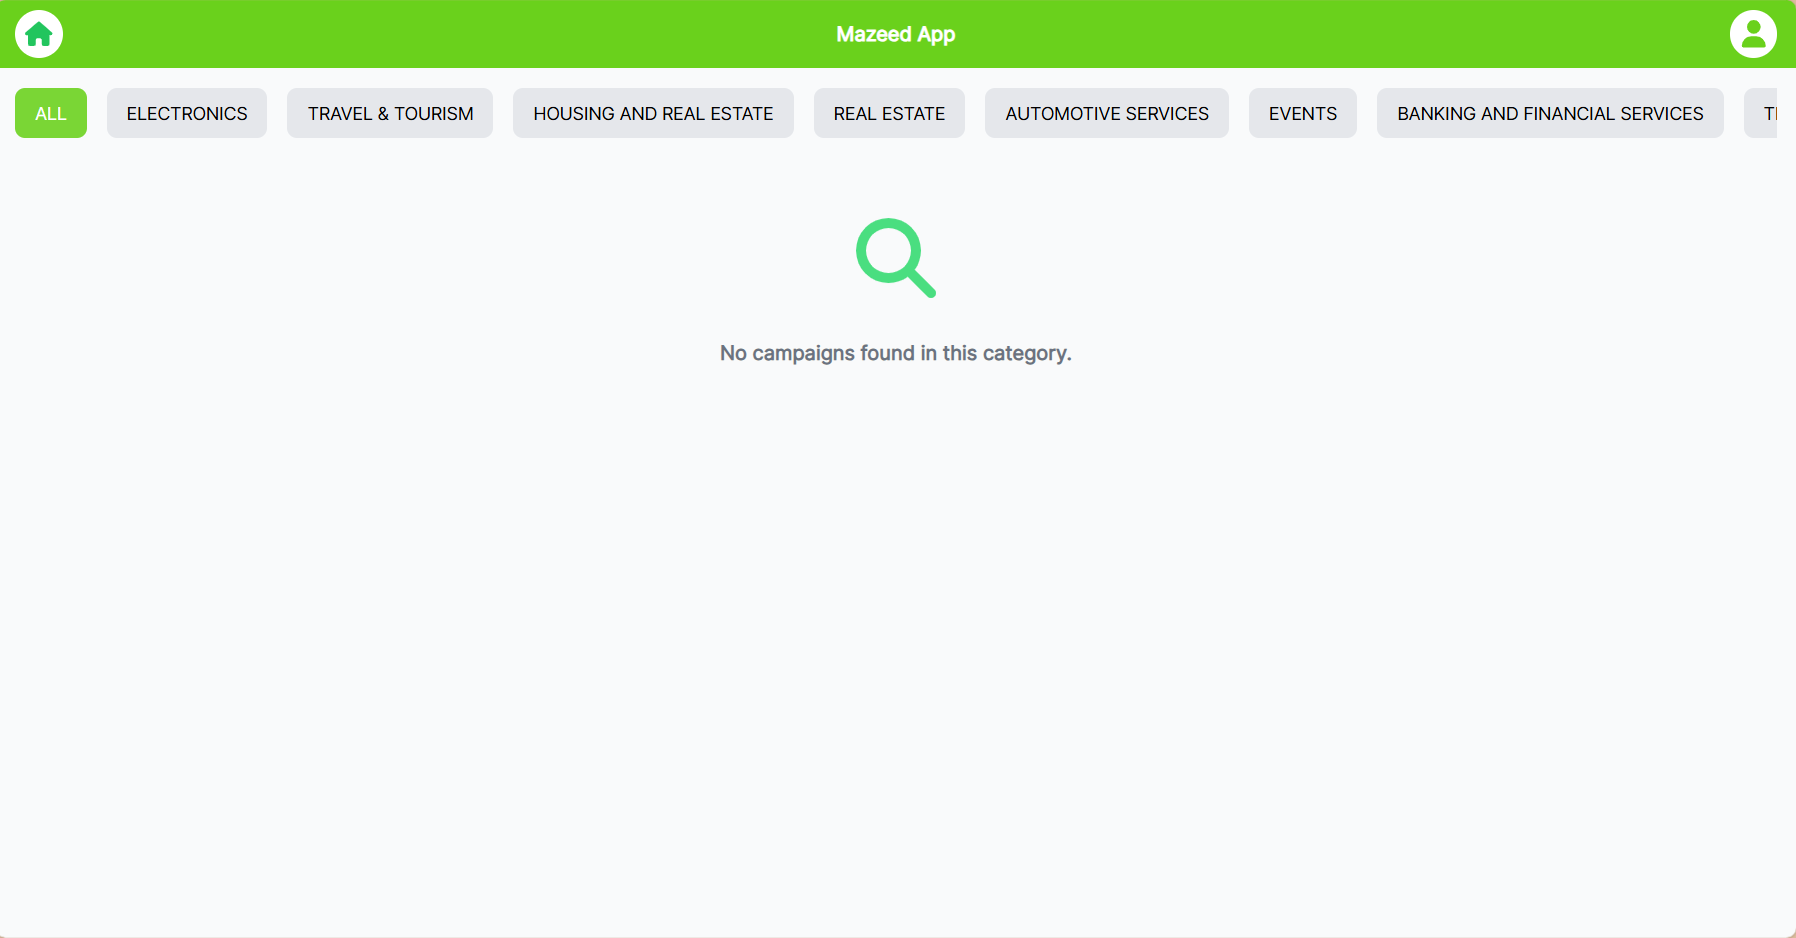 Mazeed App
ALL ELECTRONICS TRAVEL & TOURISM HOUSING AND REAL ESTATE REAL ESTATE AUTOMOTIVE SERVICES EVENTS BANKING AND FINANCIAL SERVICES
No campaigns found in this category.